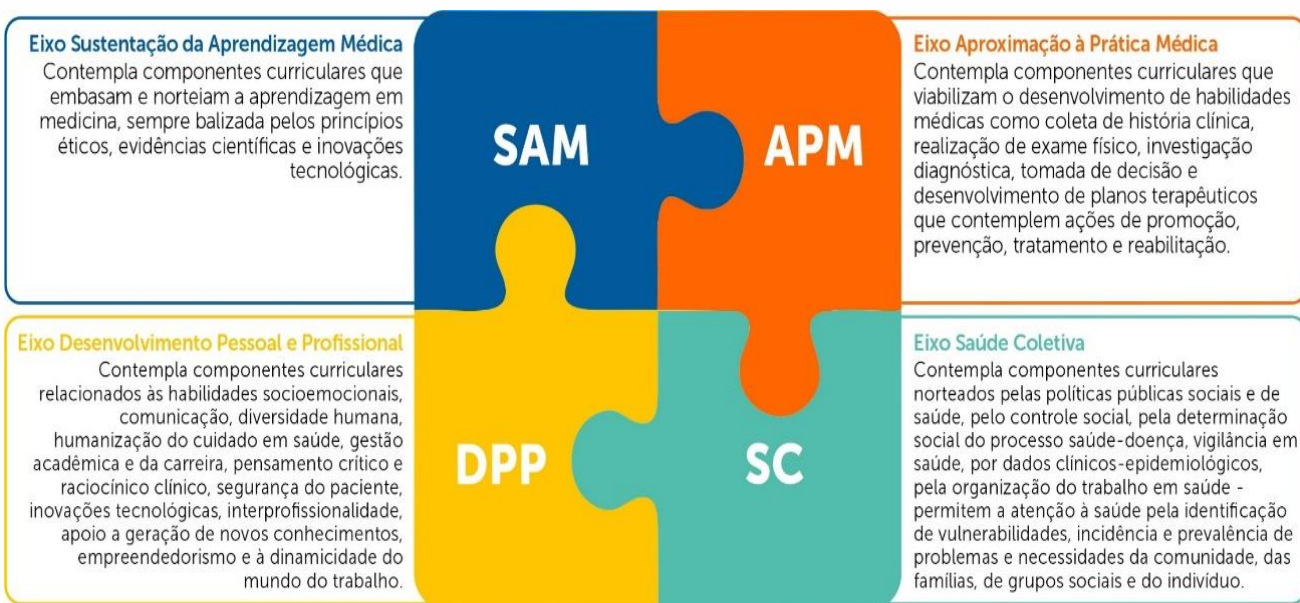 Eixo Sustentação da Aprendizagem Médica
Contempla componentes curriculares que
embasam e norteiam a aprendizagem em
medicina, sempre balizada pelos princípios
éticos, evidências científicas e inovações
tecnológicas.
SAM
APM
Eixo Aproximação à Prática Médica
Contempla componentes curriculares que
viabilizam o desenvolvimento de habilidades
médicas como coleta de história clínica,
realização de exame físico, investigação
diagnóstica, tomada de decisão e
desenvolvimento de planos terapêuticos
que contemplem ações de promoção,
prevenção, tratamento e reabilitação.
Eixo Desenvolvimento Pessoal e Profissional
Contempla componentes curriculares
relacionados às habilidades socioemocionais,
comunicação, diversidade humana,
humanização do cuidado em saúde, gestão
acadêmica e da carreira, pensamento crítico e
raciocínico clínico, segurança do paciente,
inovações tecnológicas, interprofissionalidade,
apoio a geração de novos conhecimentos,
empreendedorismo e à dinamicidade do
mundo do trabalho.
DPP
SC
Eixo Saúde Coletiva
Contempla componentes curriculares
norteados pelas políticas públicas sociais e de
saúde, pelo controle social, pela determinação
social do processo saúde-doença, vigilância em
saúde, por dados clínicos-epidemiológicos,
pela organização do trabalho em saúde -
permitem a atenção à saúde pela identificação
de vulnerabilidades, incidência e prevalência de
problemas e necessidades da comunidade, das
famílias, de grupos sociais e do indivíduo.